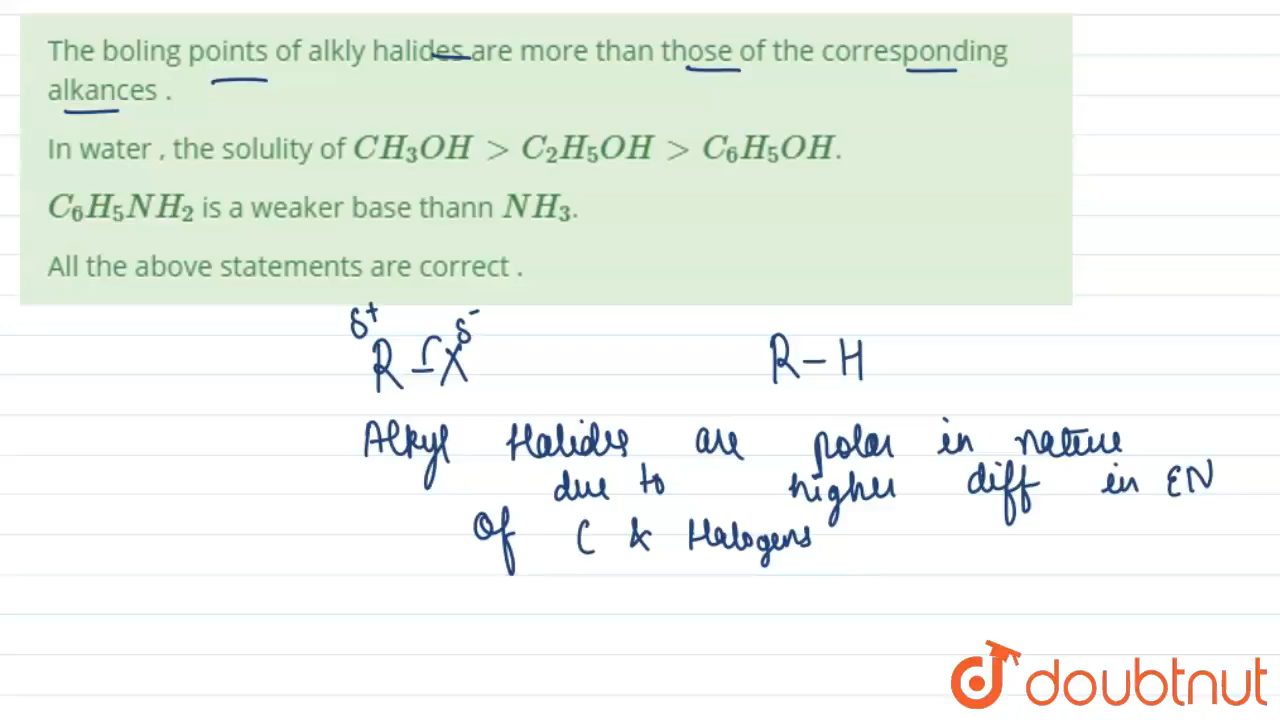 The boling points of alkly halides are more than those of the corresponding
alkances .
In water , the solulity of CH₃OH > C₂H₅OH > C₆H₅OH.
C₆H₅NH₂ is a weaker base thann NH₃.
All the above statements are correct .
δ+ δ-
R - X R - H
Alkyl Halides are polar in nature
due to higher diff in EN
Of C & Halogens
doubtnut